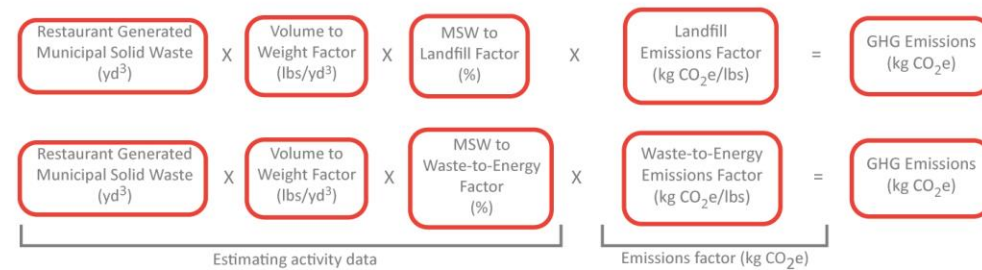 Restaurant Generated
Municipal Solid Waste
(yd³)
X
Volume to
Weight Factor
(lbs/yd³)
X
MSW to
Landfill Factor
(%)
X
Landfill
Emissions Factor
(kg CO₂e/lbs)
=
GHG Emissions
(kg CO₂e)
Restaurant Generated
Municipal Solid Waste
(yd³)
X
Volume to
Weight Factor
(lbs/yd³)
X
MSW to
Waste-to-Energy
Factor
(%)
X
Waste-to-Energy
Emissions Factor
(kg CO₂e/lbs)
=
GHG Emissions
(kg CO₂e)
Estimating activity data
Emissions factor (kg CO₂e)